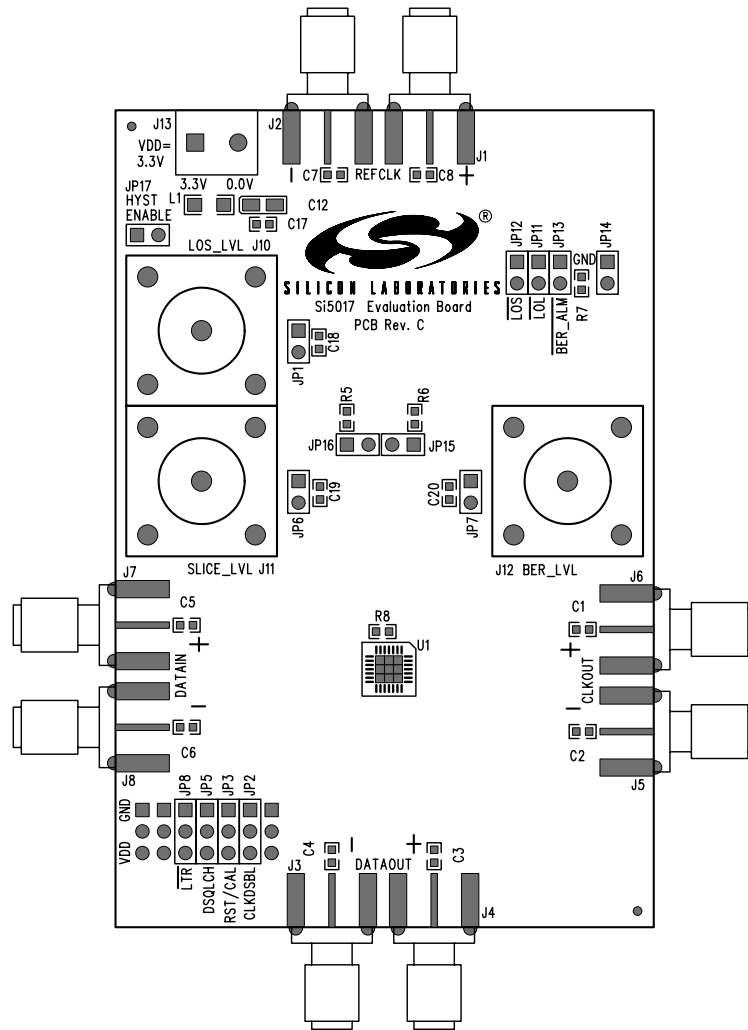 J13
J2
J1
VDD=
3.3V
C7
REFCLK
C8
−
+
3.3V
0.0V
JP17
HYST
ENABLE
L1
C12
C17
LOS_LVL J10
®
SILICON LABORATORIES
Si5017 Evaluation Board
PCB Rev. C
JP12
JP11
JP13
JP14
GND
R7
LOS
LOL
BER_ALM
JP1
C18
R5
R6
JP16
JP15
JP6
C19
C20
JP7
SLICE_LVL J11
J12 BER_LVL
J7
J6
C5
C1
R8
U1
+
+
DATAIN
CLKOUT
−
−
C6
C2
J8
J5
GND
VDD
JP8
JP5
JP3
JP2
LTR
DSQLCH
RST/CAL
CLKDSBL
C4
−
+
C3
J3
DATAOUT
J4